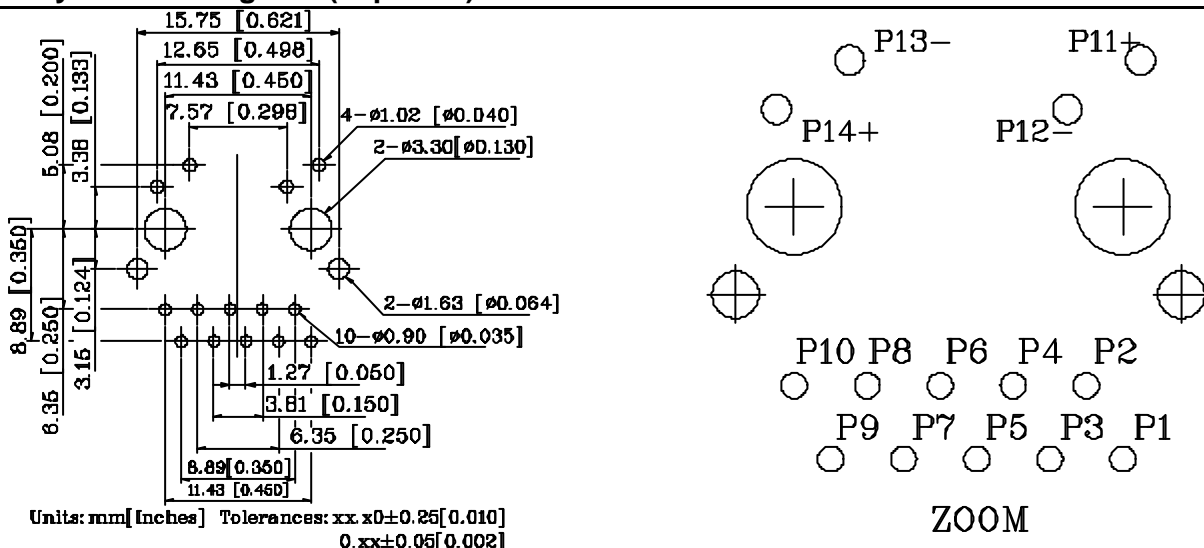 15.75 [0.621]
12.65 [0.498]
11.43 [0.450]
7.57 [0.298]
5.08 [0.200]
3.38 [0.133]
4-ø1.02 [ø0.040]
2-ø3.30[ø0.130]
8.89 [0.350]
6.35 [0.250]
3.15 [0.124]
2-ø1.63 [ø0.064]
10-ø0.90 [ø0.035]
1.27 [0.050]
3.81 [0.150]
6.35 [0.250]
8.89[0.350]
11.43 [0.450]
Units: mm[Inches] Tolerances: xx.x0±0.25[0.010]
0.xx±0.05[0.002]
P13- P11+
P14+ P12-
P10 P8 P6 P4 P2
P9 P7 P5 P3 P1
ZOOM